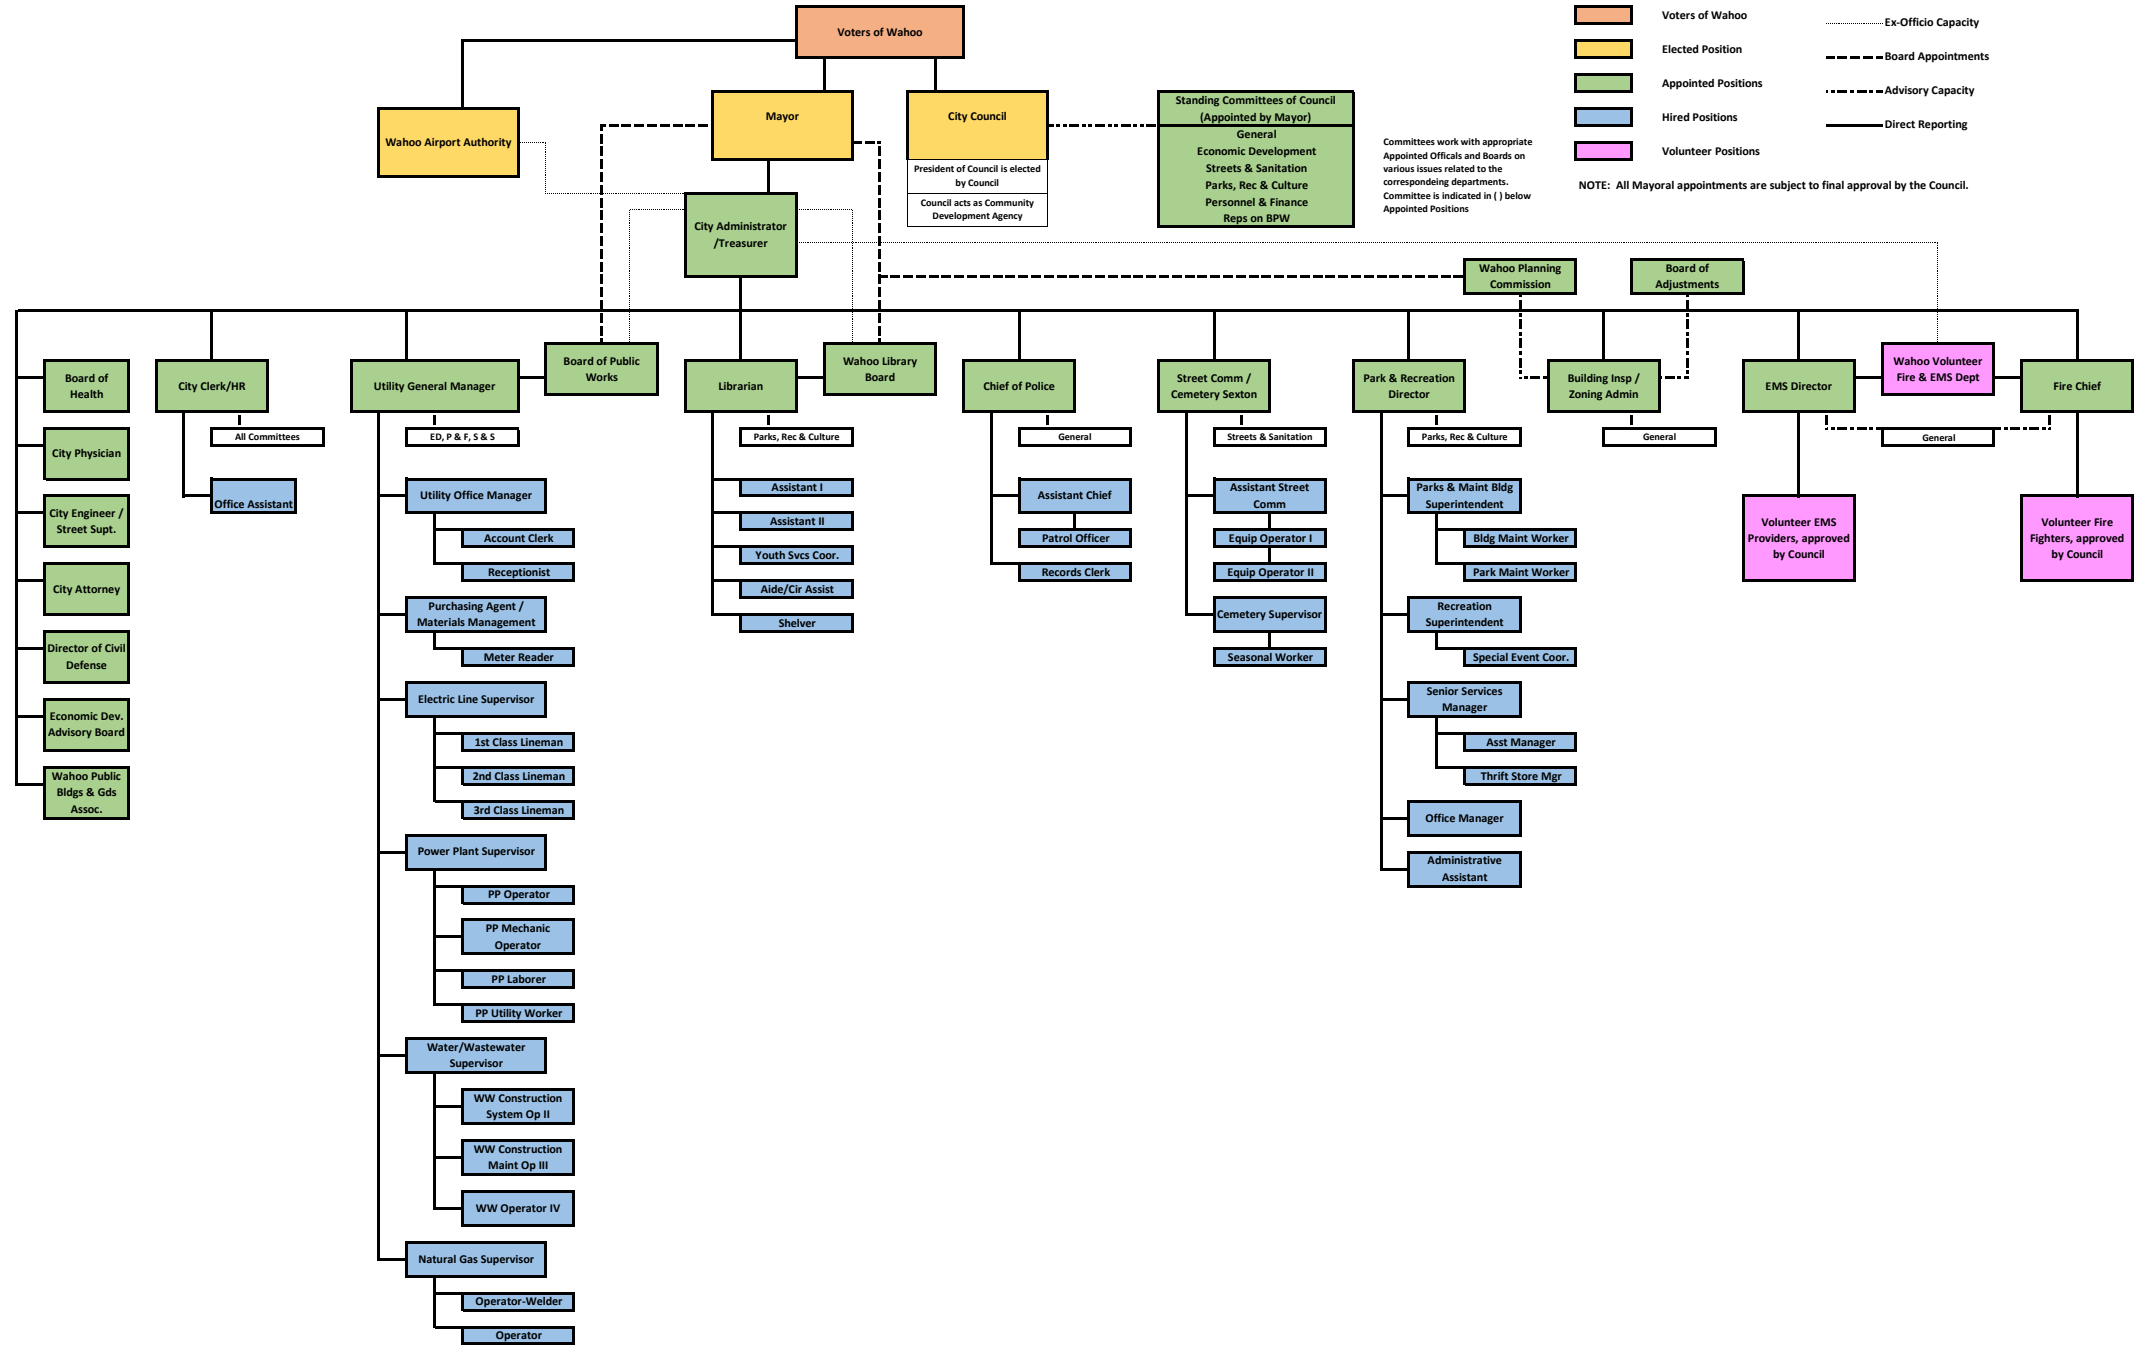 Voters of Wahoo
Wahoo Airport Authority
Mayor
City Council
President of Council is elected
by Council
Council acts as Community
Development Agency
Standing Committees of Council
(Appointed by Mayor)
General
Economic Development
Streets & Sanitation
Parks, Rec & Culture
Personnel & Finance
Reps on BPW
Committees work with appropriate
Appointed Officals and Boards on
various issues related to the
correspondeing departments.
Committee is indicated in ( ) below
Appointed Positions
Voters of Wahoo
Elected Position
Appointed Positions
Hired Positions
Volunteer Positions
Ex-Officio Capacity
Board Appointments
Advisory Capacity
Direct Reporting
NOTE:  All Mayoral appointments are subject to final approval by the Council.
City Administrator
/Treasurer
Wahoo Planning
Commission
Board of
Adjustments
Board of
Health
City Physician
City Engineer /
Street Supt.
City Attorney
Director of Civil
Defense
Economic Dev.
Advisory Board
Wahoo Public
Bldgs & Gds
Assoc.
City Clerk/HR
All Committees
Office Assistant
Utility General Manager
ED, P & F, S & S
Board of Public
Works
Utility Office Manager
Account Clerk
Receptionist
Purchasing Agent /
Materials Management
Meter Reader
Electric Line Supervisor
1st Class Lineman
2nd Class Lineman
3rd Class Lineman
Power Plant Supervisor
PP Operator
PP Mechanic
Operator
PP Laborer
PP Utility Worker
Water/Wastewater
Supervisor
WW Construction
System Op II
WW Construction
Maint Op III
WW Operator IV
Natural Gas Supervisor
Operator-Welder
Operator
Librarian
Wahoo Library
Board
Parks, Rec & Culture
Assistant I
Assistant II
Youth Svcs Coor.
Aide/Cir Assist
Shelver
Chief of Police
General
Assistant Chief
Patrol Officer
Records Clerk
Street Comm /
Cemetery Sexton
Streets & Sanitation
Assistant Street
Comm
Equip Operator I
Equip Operator II
Cemetery Supervisor
Seasonal Worker
Park & Recreation
Director
Parks, Rec & Culture
Parks & Maint Bldg
Superintendent
Bldg Maint Worker
Park Maint Worker
Recreation
Superintendent
Special Event Coor.
Senior Services
Manager
Asst Manager
Thrift Store Mgr
Office Manager
Administrative
Assistant
Building Insp /
Zoning Admin
General
EMS Director
Wahoo Volunteer
Fire & EMS Dept
Fire Chief
General
Volunteer EMS
Providers, approved
by Council
Volunteer Fire
Fighters, approved
by Council